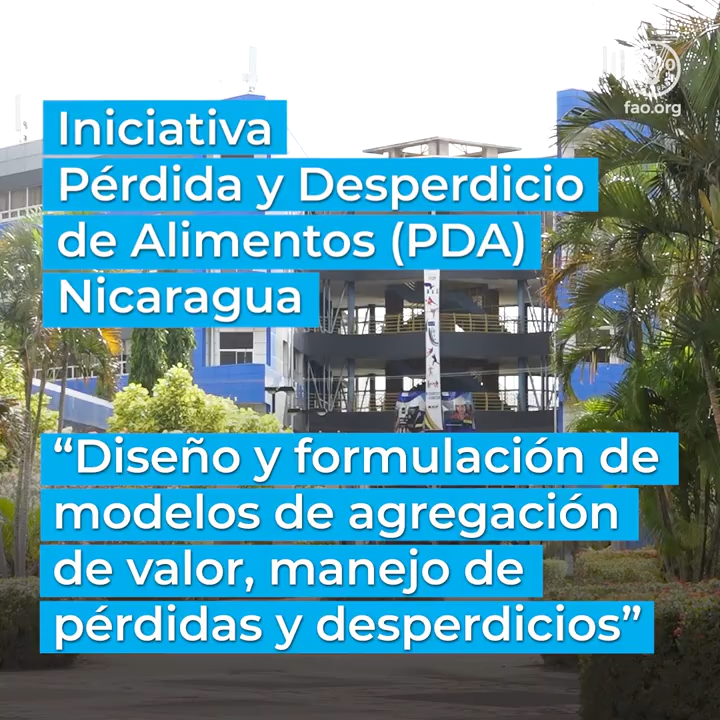 fao.org
Iniciativa
Pérdida y Desperdicio
de Alimentos (PDA)
Nicaragua
“Diseño y formulación de
modelos de agregación
de valor, manejo de
pérdidas y desperdicios”